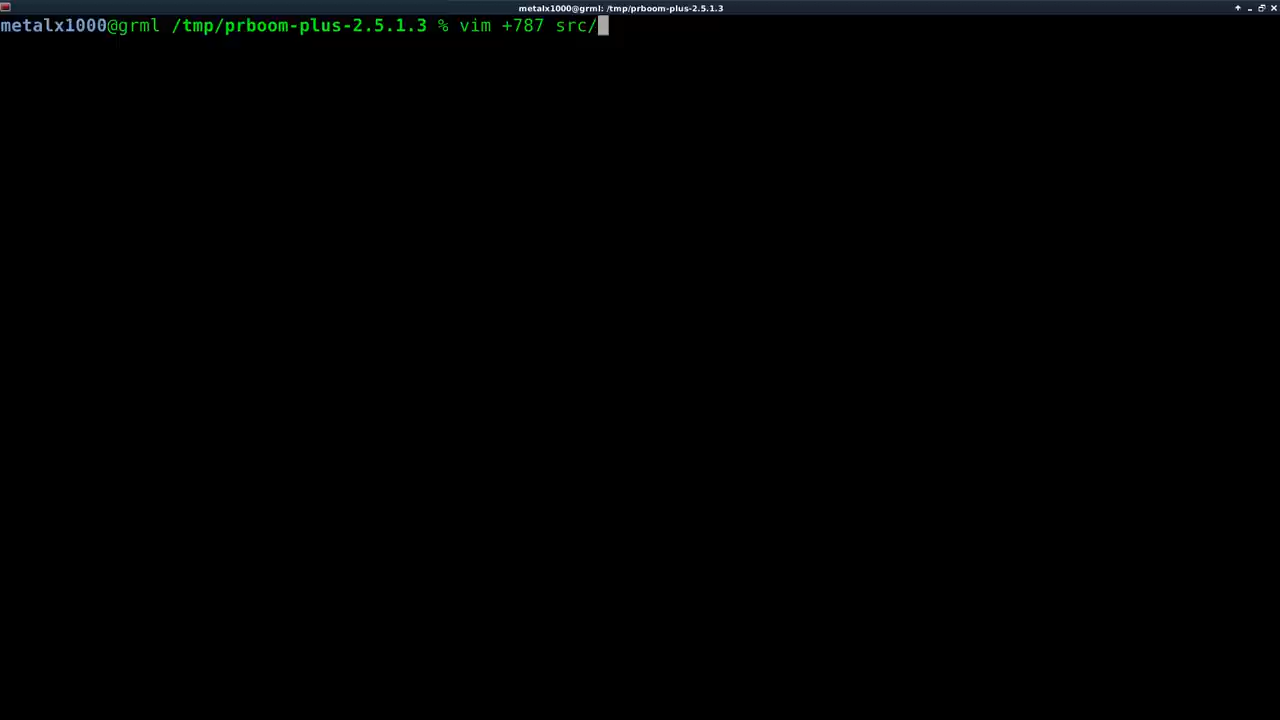 metalx1000@grml: /tmp/prboom-plus-2.5.1.3
metalx1000@grml /tmp/prboom-plus-2.5.1.3 % vim +787 src/